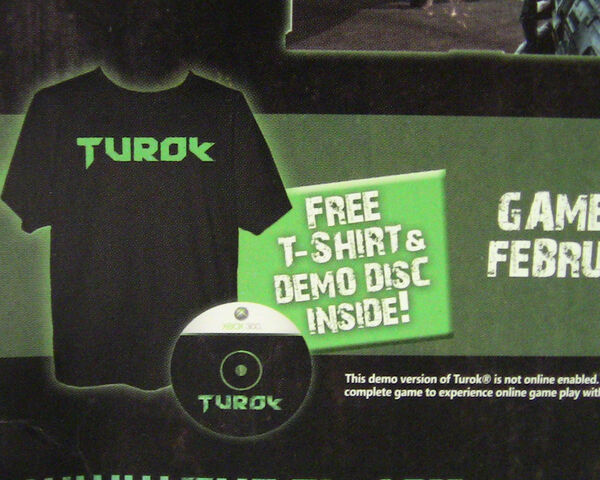 TUROK
FREE
T-SHIRT &
DEMO DISC
INSIDE!
GAME
FEBRU
XBOX 360
TUROK
This demo version of Turok® is not online enabled.
complete game to experience online game play with